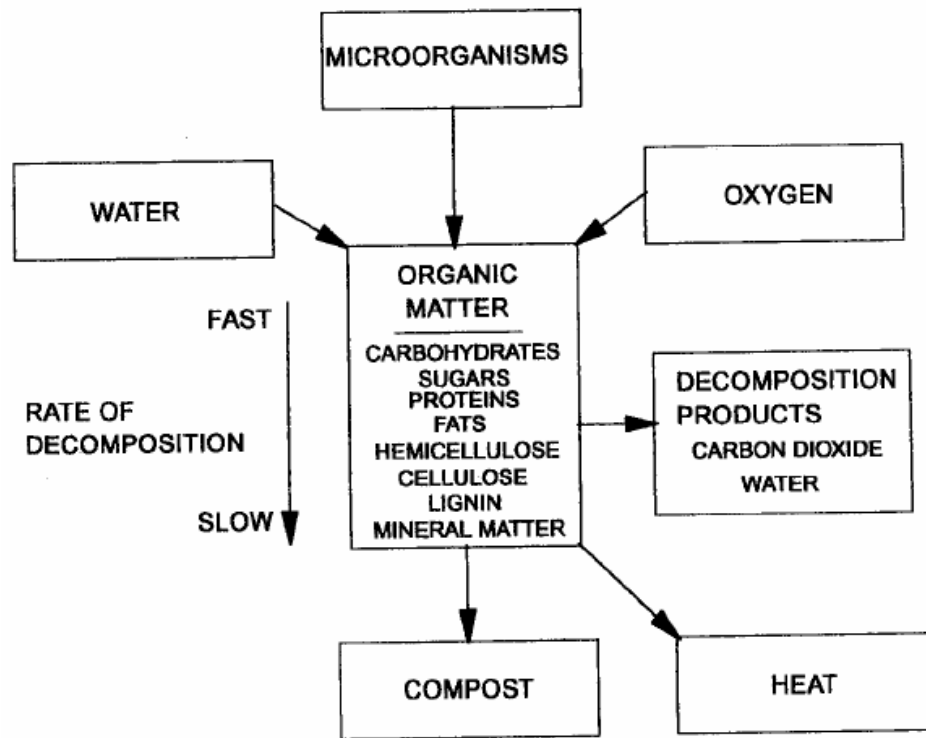 MICROORGANISMS
WATER
OXYGEN
ORGANIC
MATTER
CARBOHYDRATES
SUGARS
PROTEINS
FATS
HEMICELLULOSE
CELLULOSE
LIGNIN
MINERAL MATTER
FAST
RATE OF
DECOMPOSITION
SLOW
DECOMPOSITION
PRODUCTS
CARBON DIOXIDE
WATER
COMPOST
HEAT